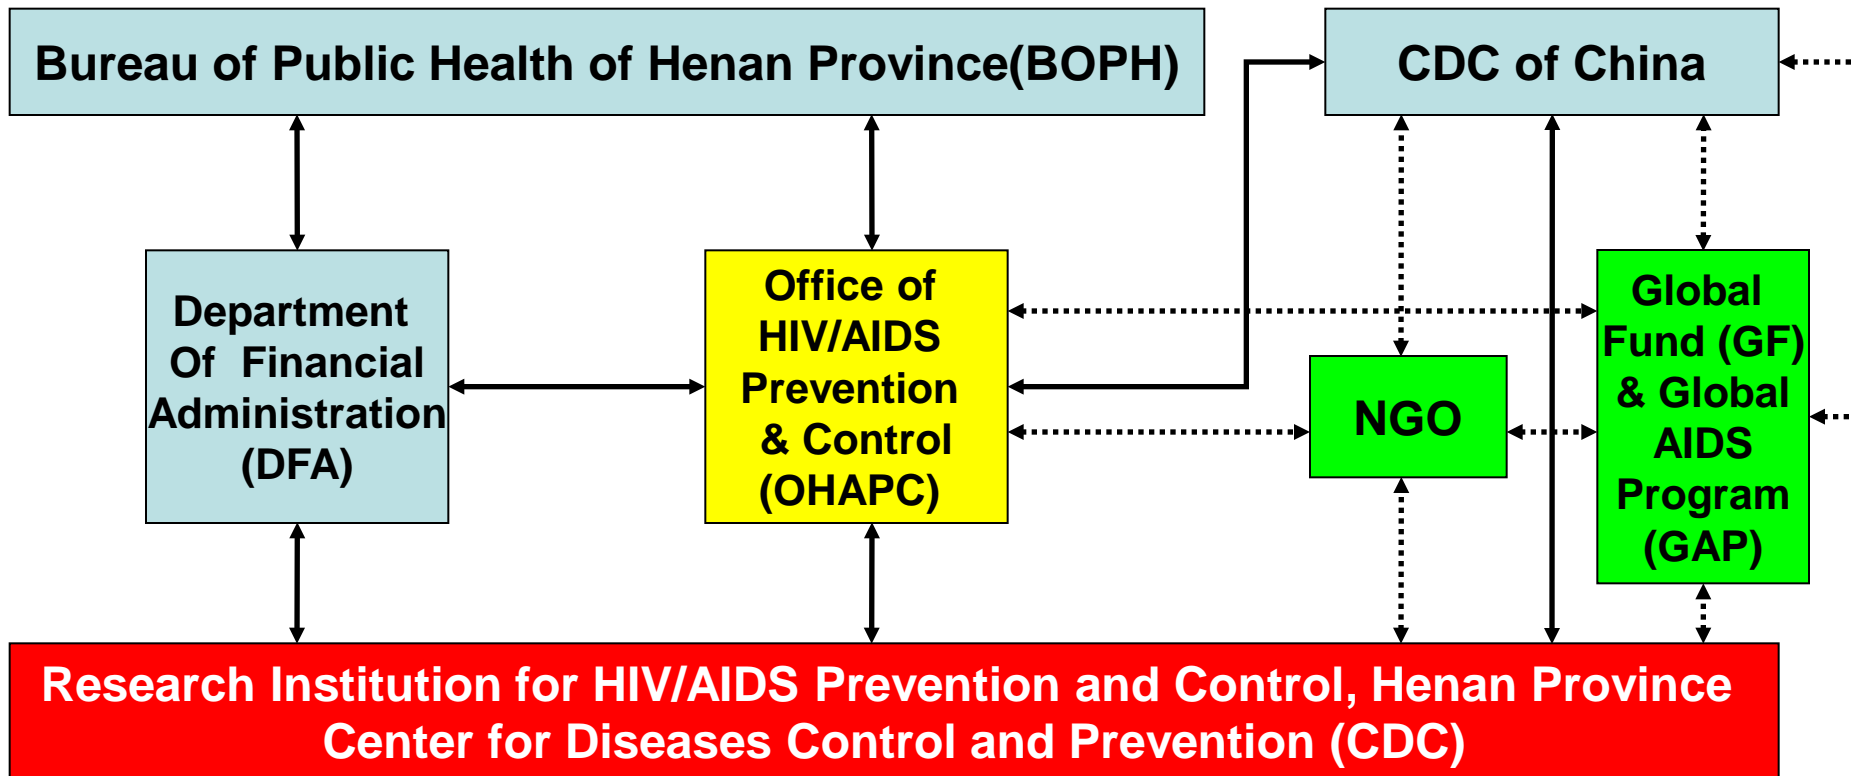 Bureau of Public Health of Henan Province(BOPH)
CDC of China
Department
Of Financial
Administration
(DFA)
Office of
HIV/AIDS
Prevention
& Control
(OHAPC)
NGO
Global
Fund (GF)
& Global
AIDS
Program
(GAP)
Research Institution for HIV/AIDS Prevention and Control, Henan Province
Center for Diseases Control and Prevention (CDC)